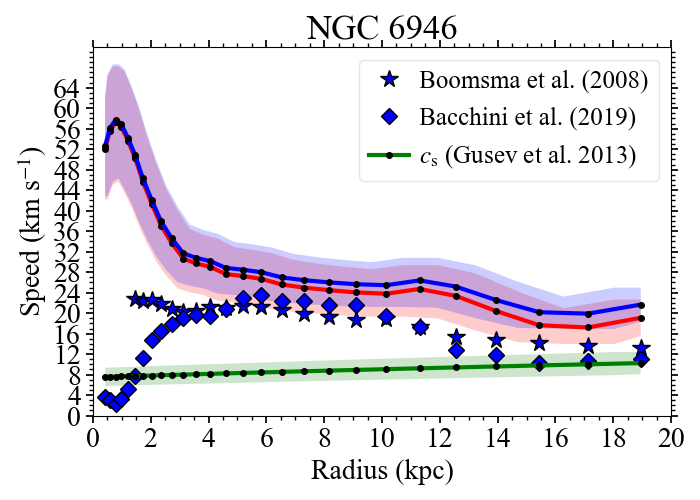 NGC 6946
Speed (km s⁻¹)
64
60
56
52
48
44
40
36
32
28
24
20
16
12
8
4
0
Boomsma et al. (2008)
Bacchini et al. (2019)
cₛ (Gusev et al. 2013)
0 2 4 6 8 10 12 14 16 18 20
Radius (kpc)